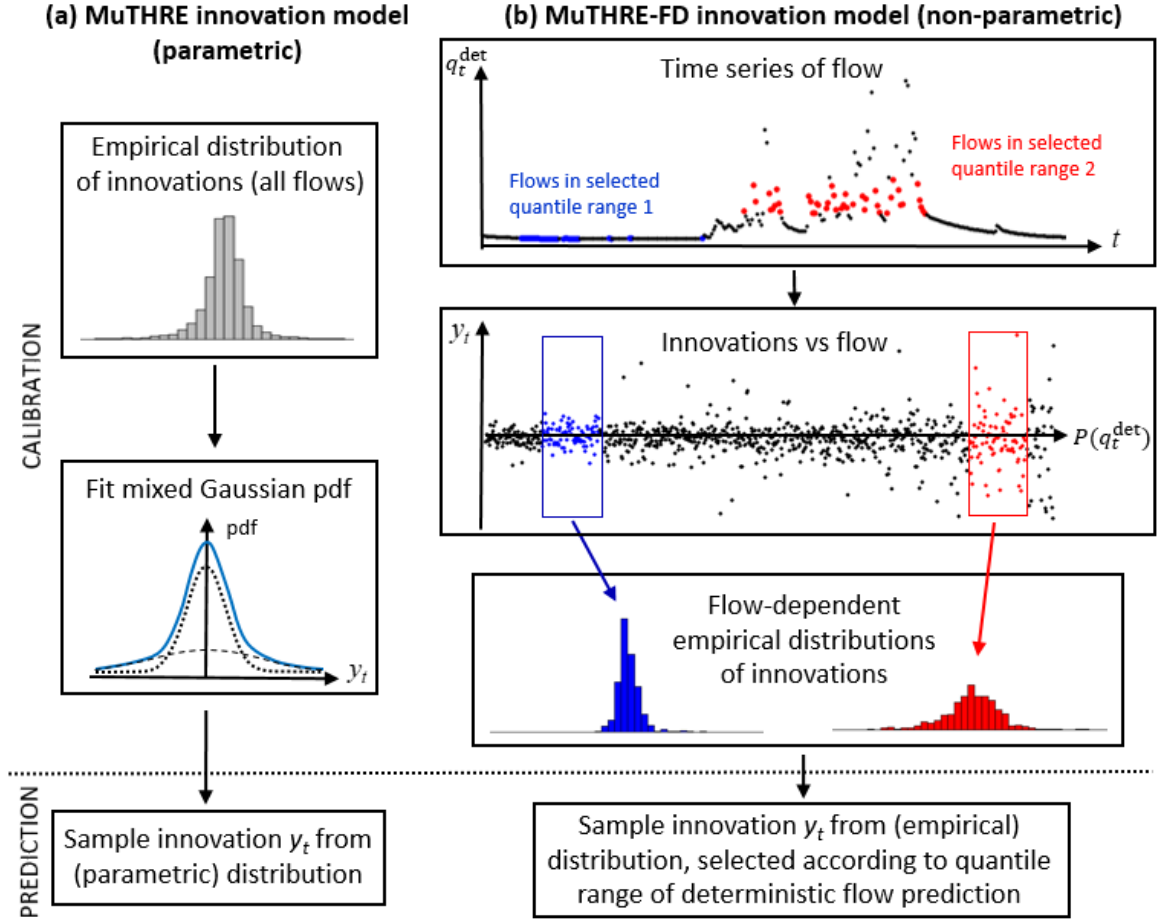 (a) MuTHRE innovation model
(parametric)
Empirical distribution
of innovations (all flows)
Fit mixed Gaussian pdf
pdf
y_t
Sample innovation y_t from
(parametric) distribution
(b) MuTHRE-FD innovation model (non-parametric)
q_t^det
Time series of flow
Flows in selected
quantile range 1
Flows in selected
quantile range 2
t
y_t
Innovations vs flow
P(q_t^det)
Flow-dependent
empirical distributions
of innovations
Sample innovation y_t from (empirical)
distribution, selected according to quantile
range of deterministic flow prediction
CALIBRATION
PREDICTION